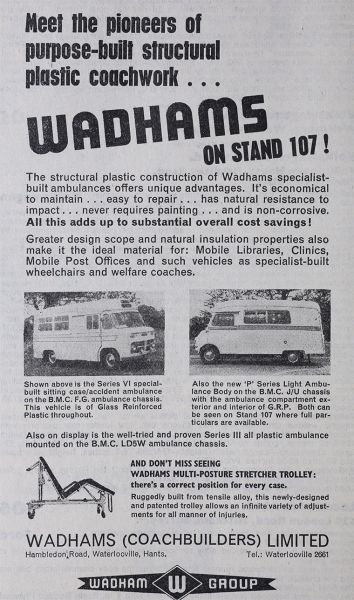 Meet the pioneers of
purpose-built structural
plastic coachwork . . .
WADHAMS
ON STAND 107 !
The structural plastic construction of Wadhams specialist-
built ambulances offers unique advantages. It's economical
to maintain . . . easy to repair . . . has natural resistance to
impact . . . never requires painting . . . and is non-corrosive.
All this adds up to substantial overall cost savings!
Greater design scope and natural insulation properties also
make it the ideal material for: Mobile Libraries, Clinics,
Mobile Post Offices and such vehicles as specialist-built
wheelchairs and welfare coaches.
Shown above is the Series VI special-
built sitting case/accident ambulance
on the B.M.C. F.G. ambulance chassis.
This vehicle is of Glass Reinforced
Plastic throughout.
Also the new 'P' Series Light Ambu-
lance Body on the B.M.C. J/U chassis
with the ambulance compartment ex-
terior and interior of G.R.P. Both can
be seen on Stand 107 where full par-
ticulars are available.
Also on display is the well-tried and proven Series III all plastic ambulance
mounted on the B.M.C. LD5W ambulance chassis.
AND DON'T MISS SEEING
WADHAMS MULTI-POSTURE STRETCHER TROLLEY:
there's a correct position for every case.
Ruggedly built from tensile alloy, this newly-designed
and patented trolley allows an infinite variety of adjust-
ments for all manner of injuries.
WADHAMS (COACHBUILDERS) LIMITED
Hambledon Road, Waterlooville, Hants. Tel.: Waterlooville 2661
WADHAM W GROUP